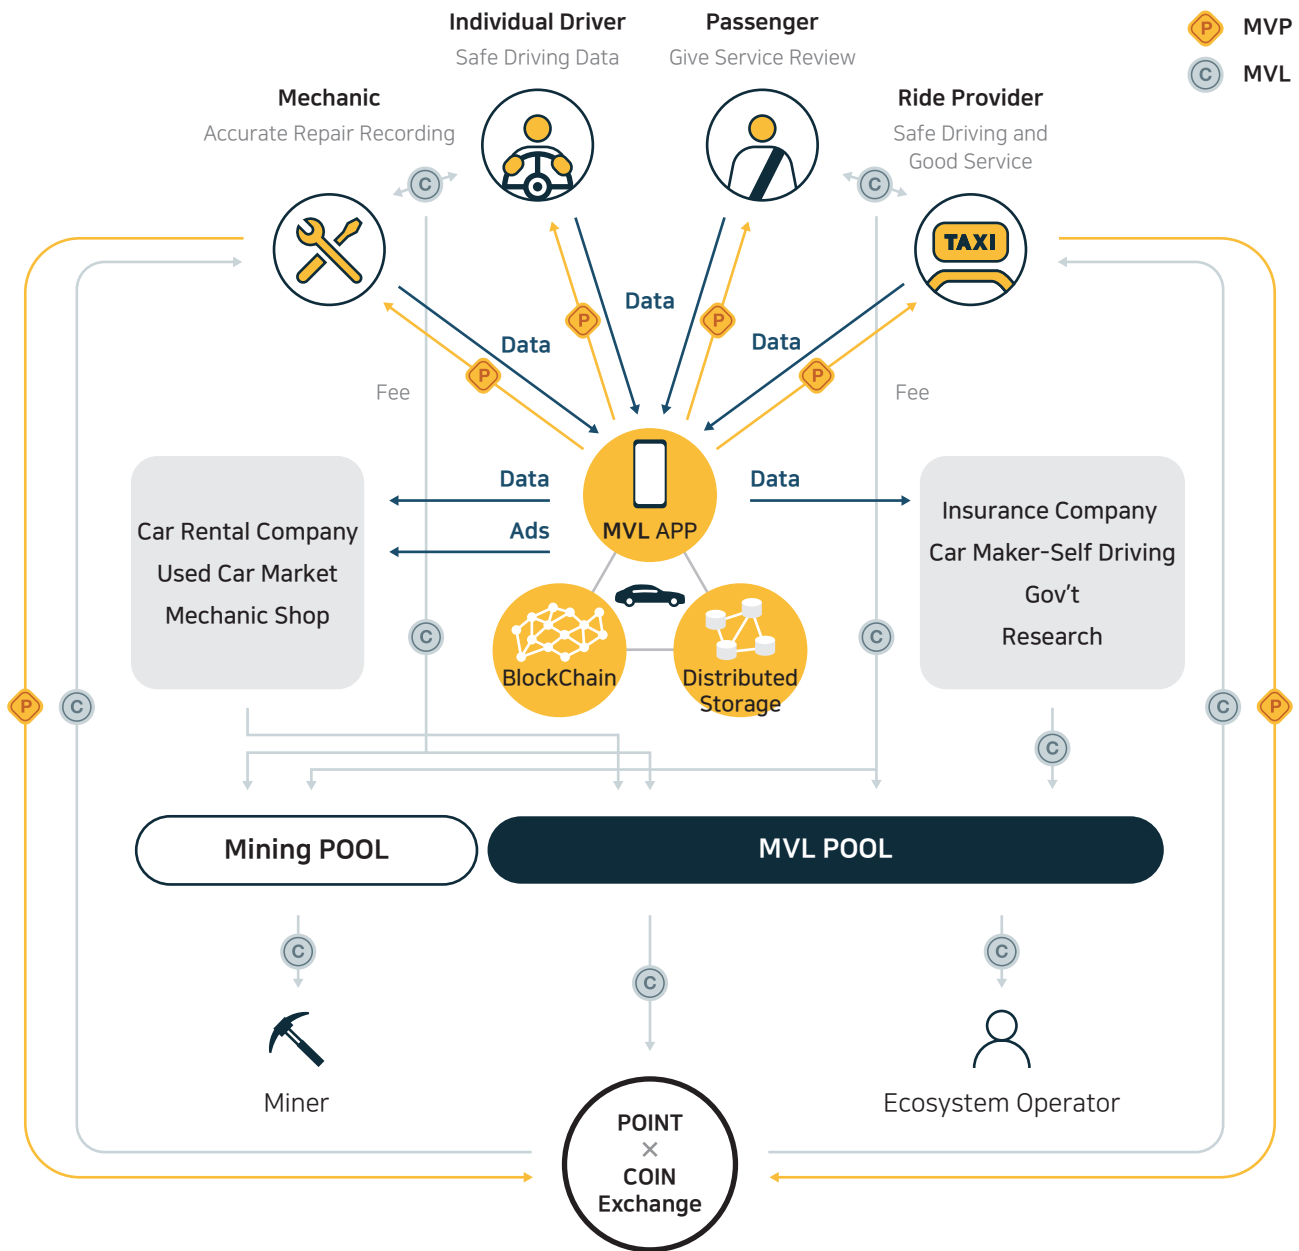 Individual Driver
Safe Driving Data
Passenger
Give Service Review
P MVP
C MVL
Mechanic
Accurate Repair Recording
Ride Provider
Safe Driving and
Good Service
C
C
TAXI
Data
P
P
Data
Data
P
P
Fee
Fee
Data
Ads
Data
MVL APP
Car Rental Company
Used Car Market
Mechanic Shop
Insurance Company
Car Maker-Self Driving
Gov't
Research
C
C
BlockChain
Distributed
Storage
P
C
C
P
C
Mining POOL
MVL POOL
C
C
C
Miner
Ecosystem Operator
POINT
×
COIN
Exchange